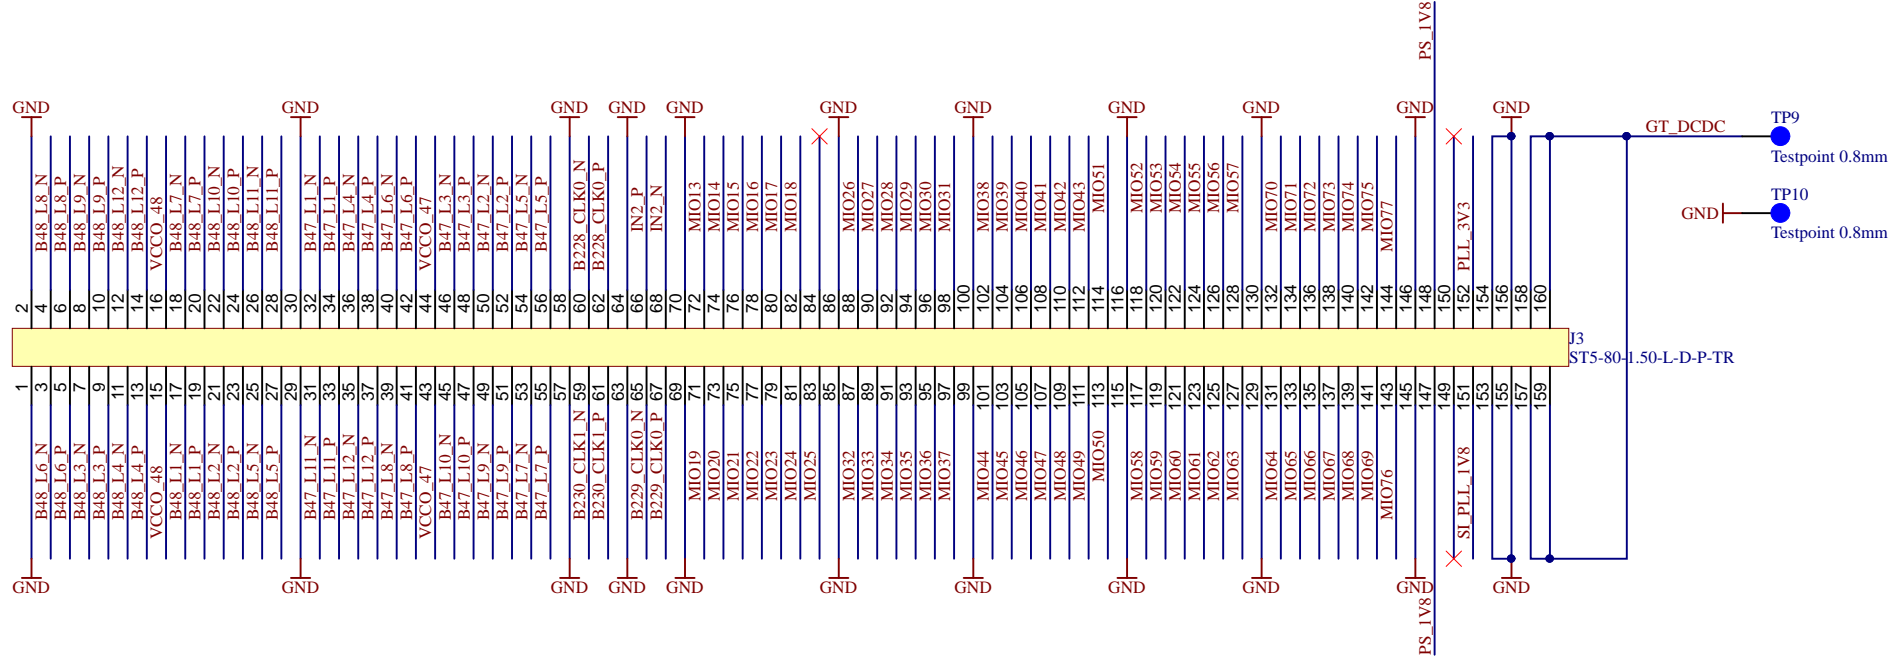 PS_1V8
GND GND GND GND GND GND GND GND GND GND GND
B48_L8_N
B48_L8_P
B48_L9_N
B48_L9_P
B48_L12_N
B48_L12_P
VCCO_48
B48_L7_N
B48_L7_P
B48_L10_N
B48_L10_P
B48_L11_N
B48_L11_P
B47_L11_N
B47_L1_P
B47_L4_N
B47_L4_P
B47_L6_N
B47_L6_P
VCCO_47
B47_L3_N
B47_L3_P
B47_L2_N
B47_L2_P
B47_L5_N
B47_L5_P
B228_CLK0_N
B228_CLK0_P
IN2_P
IN2_N
MIO13
MIO14
MIO15
MIO16
MIO17
MIO18
MIO26
MIO27
MIO28
MIO29
MIO30
MIO31
MIO38
MIO39
MIO40
MIO41
MIO42
MIO43
MIO51
MIO52
MIO53
MIO54
MIO55
MIO56
MIO57
MIO70
MIO71
MIO72
MIO73
MIO74
MIO75
MIO77
PLL_3V3
GT_DCDC
TP9
Testpoint 0.8mm
TP10
GND
Testpoint 0.8mm
2 4 6 8 10 12 14 16 18 20 22 24 26 28 30 32 34 36 38 40 42 44 46 48 50 52 54 56 58 60 62 64 66 68 70 72 74 76 78 80 82 84 86 88 90 92 94 96 98 100 102 104 106 108 110 112 114 116 118 120 122 124 126 128 130 132 134 136 138 140 142 144 146 148 150 152 154 156 158 160
J3
ST5-80-1.50-L-D-P-TR
1 3 5 7 9 11 13 15 17 19 21 23 25 27 29 31 33 35 37 39 41 43 45 47 49 51 53 55 57 59 61 63 65 67 69 71 73 75 77 79 81 83 85 87 89 91 93 95 97 99 101 103 105 107 109 111 113 115 117 119 121 123 125 127 129 131 133 135 137 139 141 143 145 147 149 151 153 155 157 159
B48_L6_N
B48_L6_P
B48_L3_N
B48_L3_P
B48_L4_N
B48_L4_P
VCCO_48
B48_L1_N
B48_L1_P
B48_L2_N
B48_L2_P
B48_L5_N
B48_L5_P
B47_L11_N
B47_L11_P
B47_L12_N
B47_L12_P
B47_L8_N
B47_L8_P
VCCO_47
B47_L10_N
B47_L10_P
B47_L9_N
B47_L9_P
B47_L7_N
B47_L7_P
B230_CLK1_N
B230_CLK1_P
B229_CLK0_N
B229_CLK0_P
MIO19
MIO20
MIO21
MIO22
MIO23
MIO24
MIO25
MIO32
MIO33
MIO34
MIO35
MIO36
MIO37
MIO44
MIO45
MIO46
MIO47
MIO48
MIO49
MIO50
MIO58
MIO59
MIO60
MIO61
MIO62
MIO63
MIO64
MIO65
MIO66
MIO67
MIO68
MIO69
MIO76
SI_PLL_1V8
GND GND GND GND GND GND GND GND GND GND GND
PS_1V8